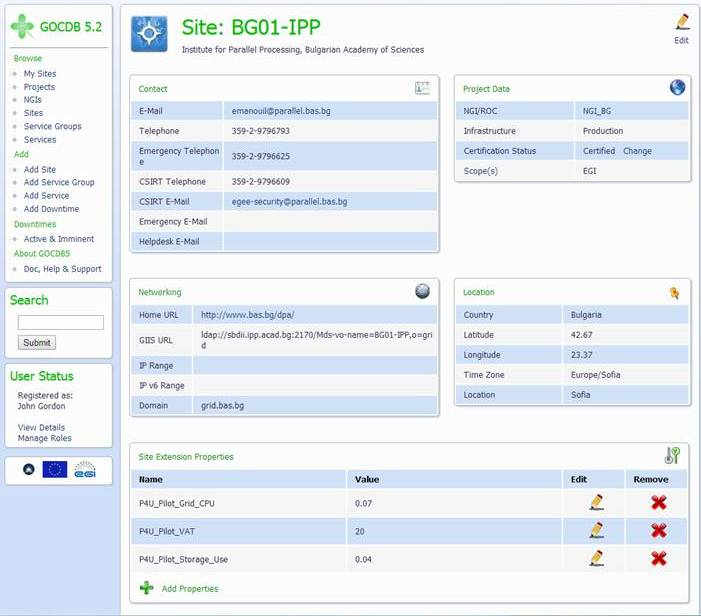 GOCDB 5.2
Browse
My Sites
Projects
NGIs
Sites
Service Groups
Services
Add
Add Site
Add Service Group
Add Service
Add Downtime
Downtimes
Active & Imminent
About GOCDB5
Doc, Help & Support
Search
Submit
User Status
Registered as:
John Gordon
View Details
Manage Roles
egi
Site: BG01-IPP
Institute for Parallel Processing, Bulgarian Academy of Sciences
Edit
Contact
E-Mail emanouil@parallel.bas.bg
Telephone 359-2-9796793
Emergency Telephon
e 359-2-9796625
CSIRT Telephone 359-2-9796609
CSIRT E-Mail egee-security@parallel.bas.bg
Emergency E-Mail
Helpdesk E-Mail
Project Data
NGI/ROC NGI_BG
Infrastructure Production
Certification Status Certified Change
Scope(s) EGI
Networking
Home URL http://www.bas.bg/dpa/
GIIS URL ldap://sbdii.ipp.acad.bg:2170/Mds-vo-name=BG01-IPP,o=gri
d
IP Range
IP v6 Range
Domain grid.bas.bg
Location
Country Bulgaria
Latitude 42.67
Longitude 23.37
Time Zone Europe/Sofia
Location Sofia
Site Extension Properties
Name Value Edit Remove
P4U_Pilot_Grid_CPU 0.07
P4U_Pilot_VAT 20
P4U_Pilot_Storage_Use 0.04
Add Properties